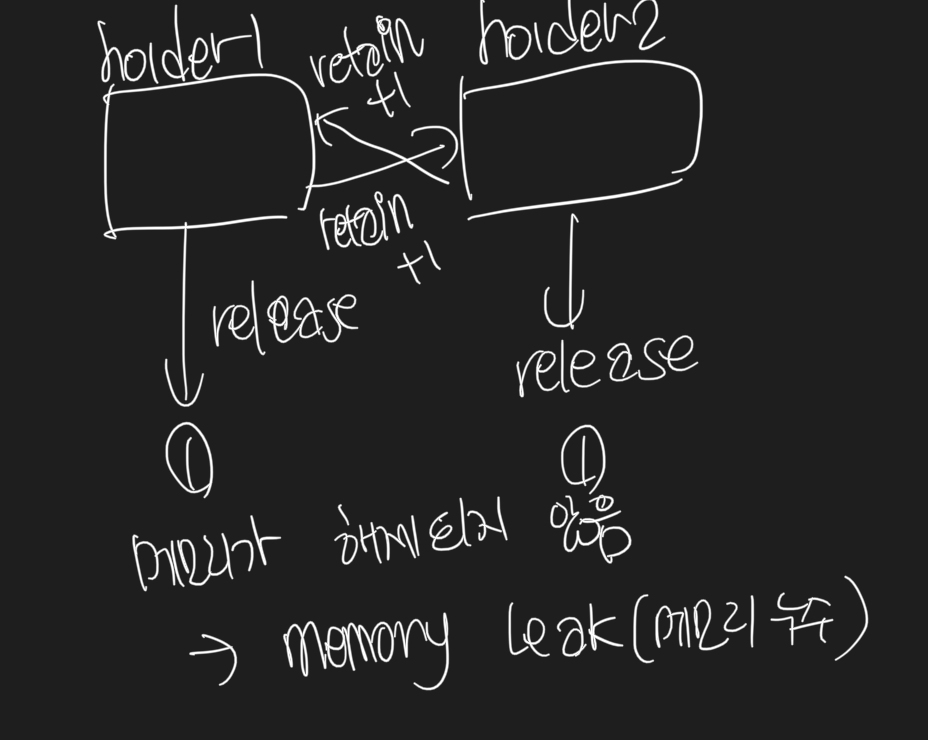 holder1
holder2
retain
+1
retain
+1
release
release
①
①
메모리가 해제되지 않음
→ memory leak(메모리 누수)